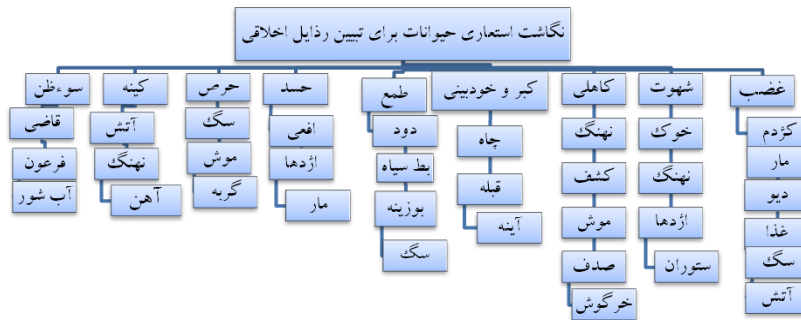 نگاشت استعاری حیوانات برای تبیین رذایل اخلاقی
غضب
کژدم
مار
دیو
غذا
سگ
آتش
شهوت
خوک
نهنگ
اژدها
ستوران
کاهلی
نهنگ
کشف
موش
صدف
خرگوش
کبر و خودبینی
چاه
قبله
آینه
طمع
دود
بط سیاه
بوزینه
سگ
حسد
افعی
اژدها
مار
حرص
سگ
موش
گربه
کینه
آتش
نهنگ
آهن
سوءظن
قاضی
فرعون
آب شور